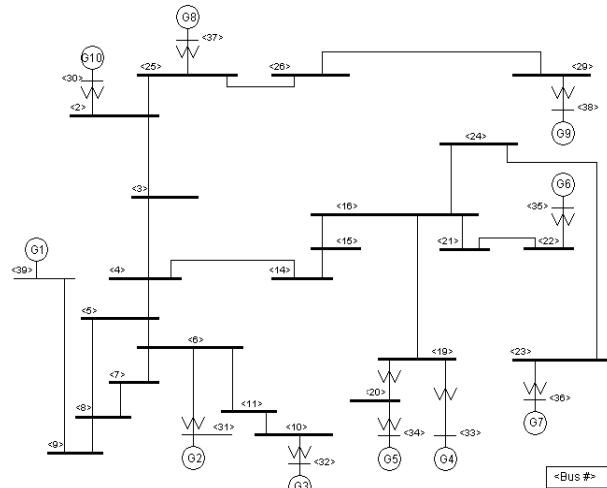 G8
G10
<37>
<30>
<25>
<26>
<29>
<2>
<38>
G9
<24>
<3>
G6
<16>
<35>
G1
<15>
<21>
<22>
<39>
<4>
<14>
<5>
<6>
<19>
<23>
<7>
<20>
<11>
<36>
<8>
<31>
<10>
<34>
<33>
G7
<9>
G2
<32>
G5
G4
G3
<Bus #>